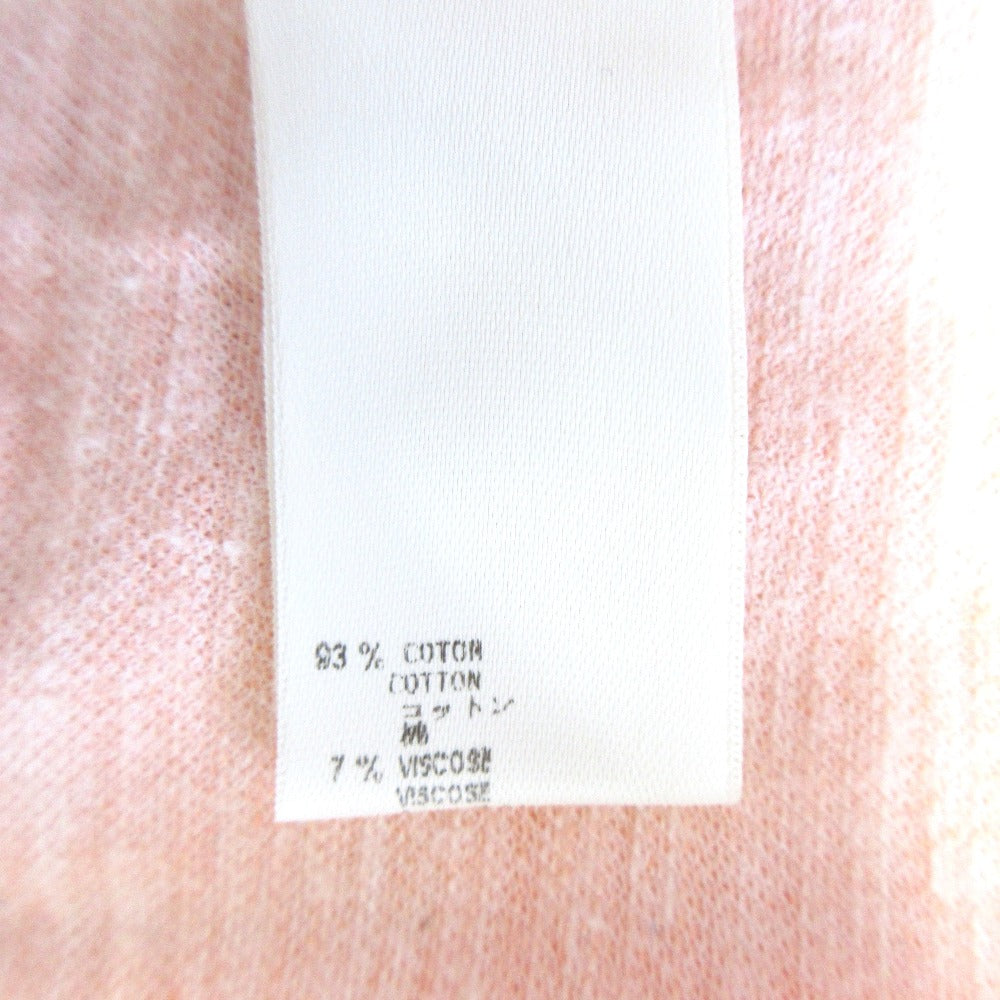 93 % COTON
COTTON
コットン
綿
7 % VISCOSE
VISCOSE